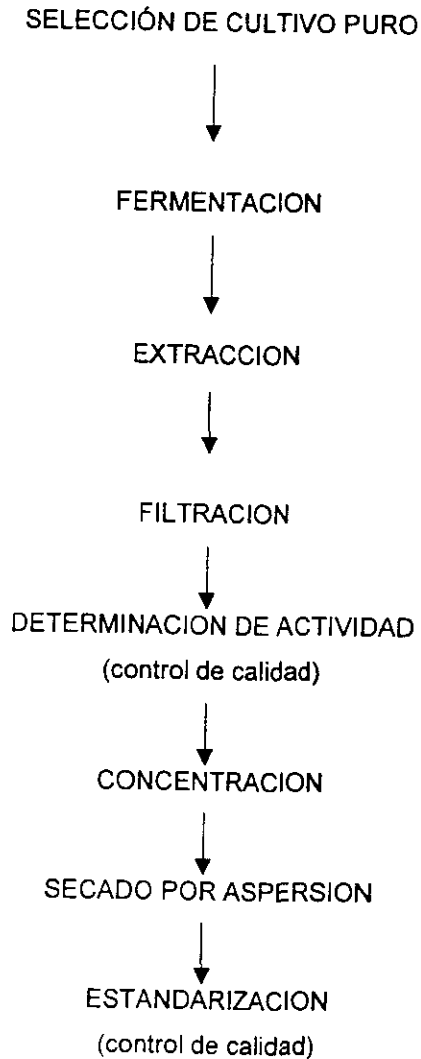 SELECCIÓN DE CULTIVO PURO
FERMENTACION
EXTRACCION
FILTRACION
DETERMINACION DE ACTIVIDAD
(control de calidad)
CONCENTRACION
SECADO POR ASPERSION
ESTANDARIZACION
(control de calidad)